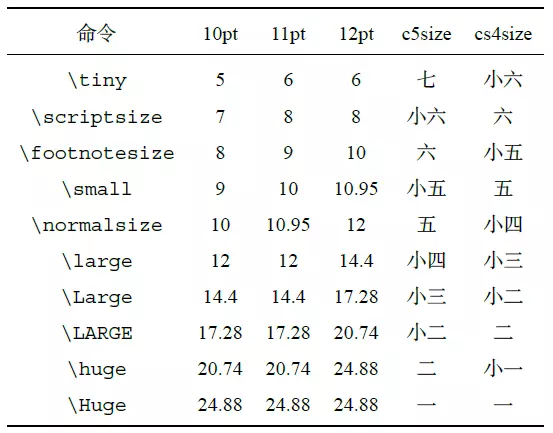 命令 10pt 11pt 12pt c5size cs4size
\tiny 5 6 6 七 小六
\scriptsize 7 8 8 小六 六
\footnotesize 8 9 10 六 小五
\small 9 10 10.95 小五 五
\normalsize 10 10.95 12 五 小四
\large 12 12 14.4 小四 小三
\Large 14.4 14.4 17.28 小三 小二
\LARGE 17.28 17.28 20.74 小二 二
\huge 20.74 20.74 24.88 二 小一
\Huge 24.88 24.88 24.88 一 一